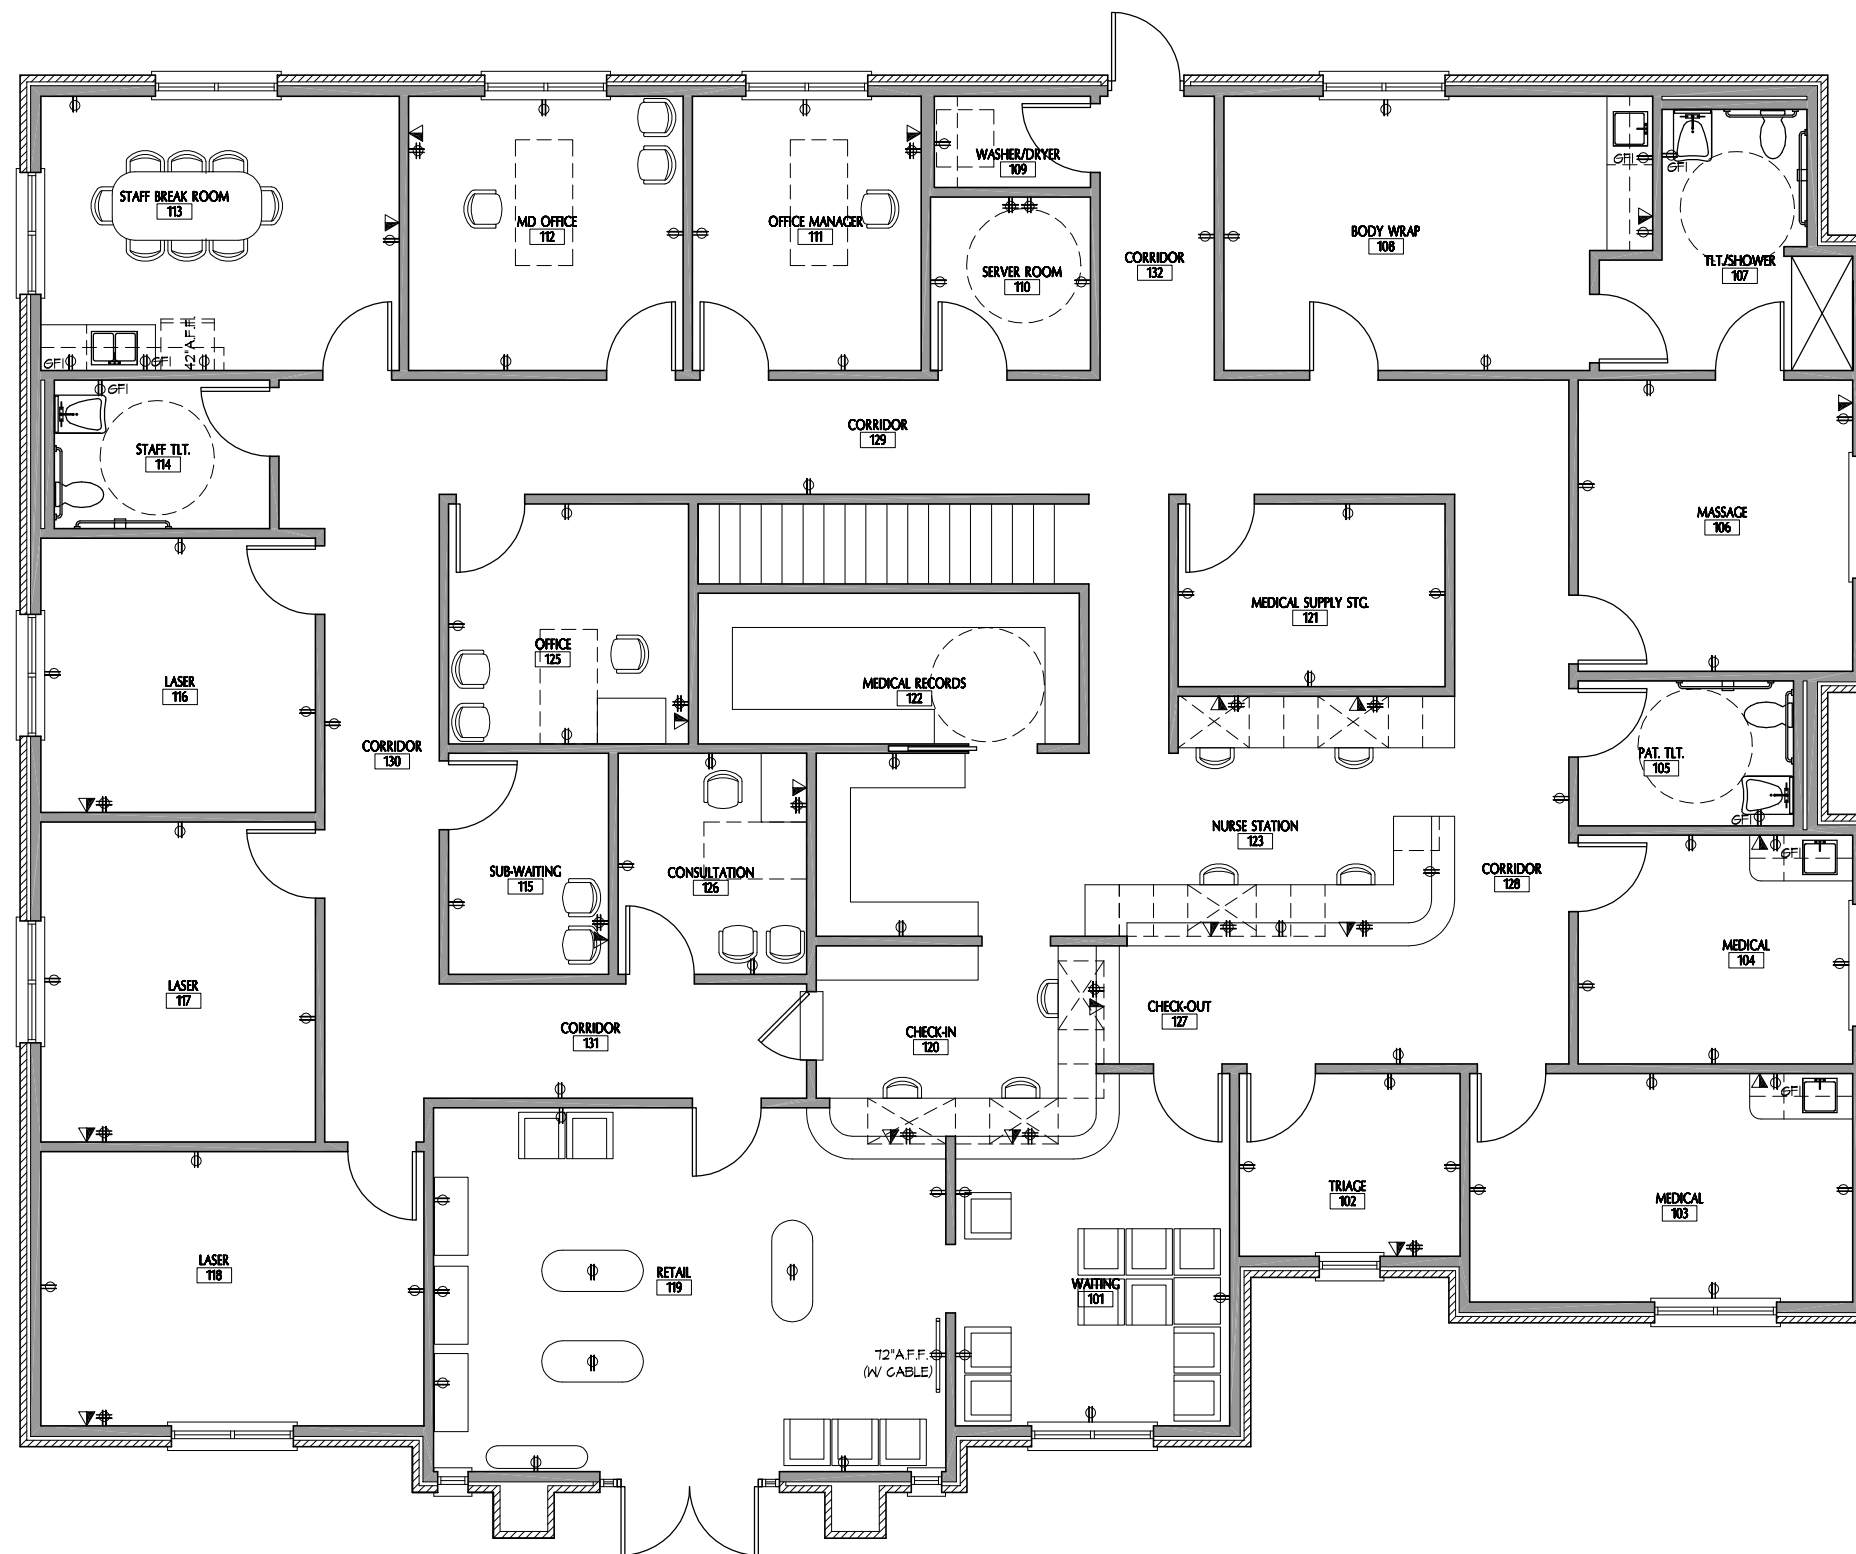 STAFF BREAK ROOM
113
MD OFFICE
112
OFFICE MANAGER
111
WASHER/DRYER
109
SERVER ROOM
110
CORRIDOR
132
BODY WRAP
108
GFI
GFI
TLT./SHOWER
107
GFI
GFI
42"A.F.F.
GFI
STAFF TLT.
114
CORRIDOR
129
MASSAGE
106
LASER
116
OFFICE
125
MEDICAL RECORDS
122
MEDICAL SUPPLY STG.
121
CORRIDOR
130
PAT. TLT.
105
GFI
NURSE STATION
123
SUB-WAITING
115
CONSULTATION
126
CORRIDOR
128
GFI
MEDICAL
104
LASER
117
CORRIDOR
131
CHECK-IN
120
CHECK-OUT
127
GFI
TRIAGE
102
MEDICAL
103
LASER
118
RETAIL
119
WAITING
101
72"A.F.F.
(W/ CABLE)